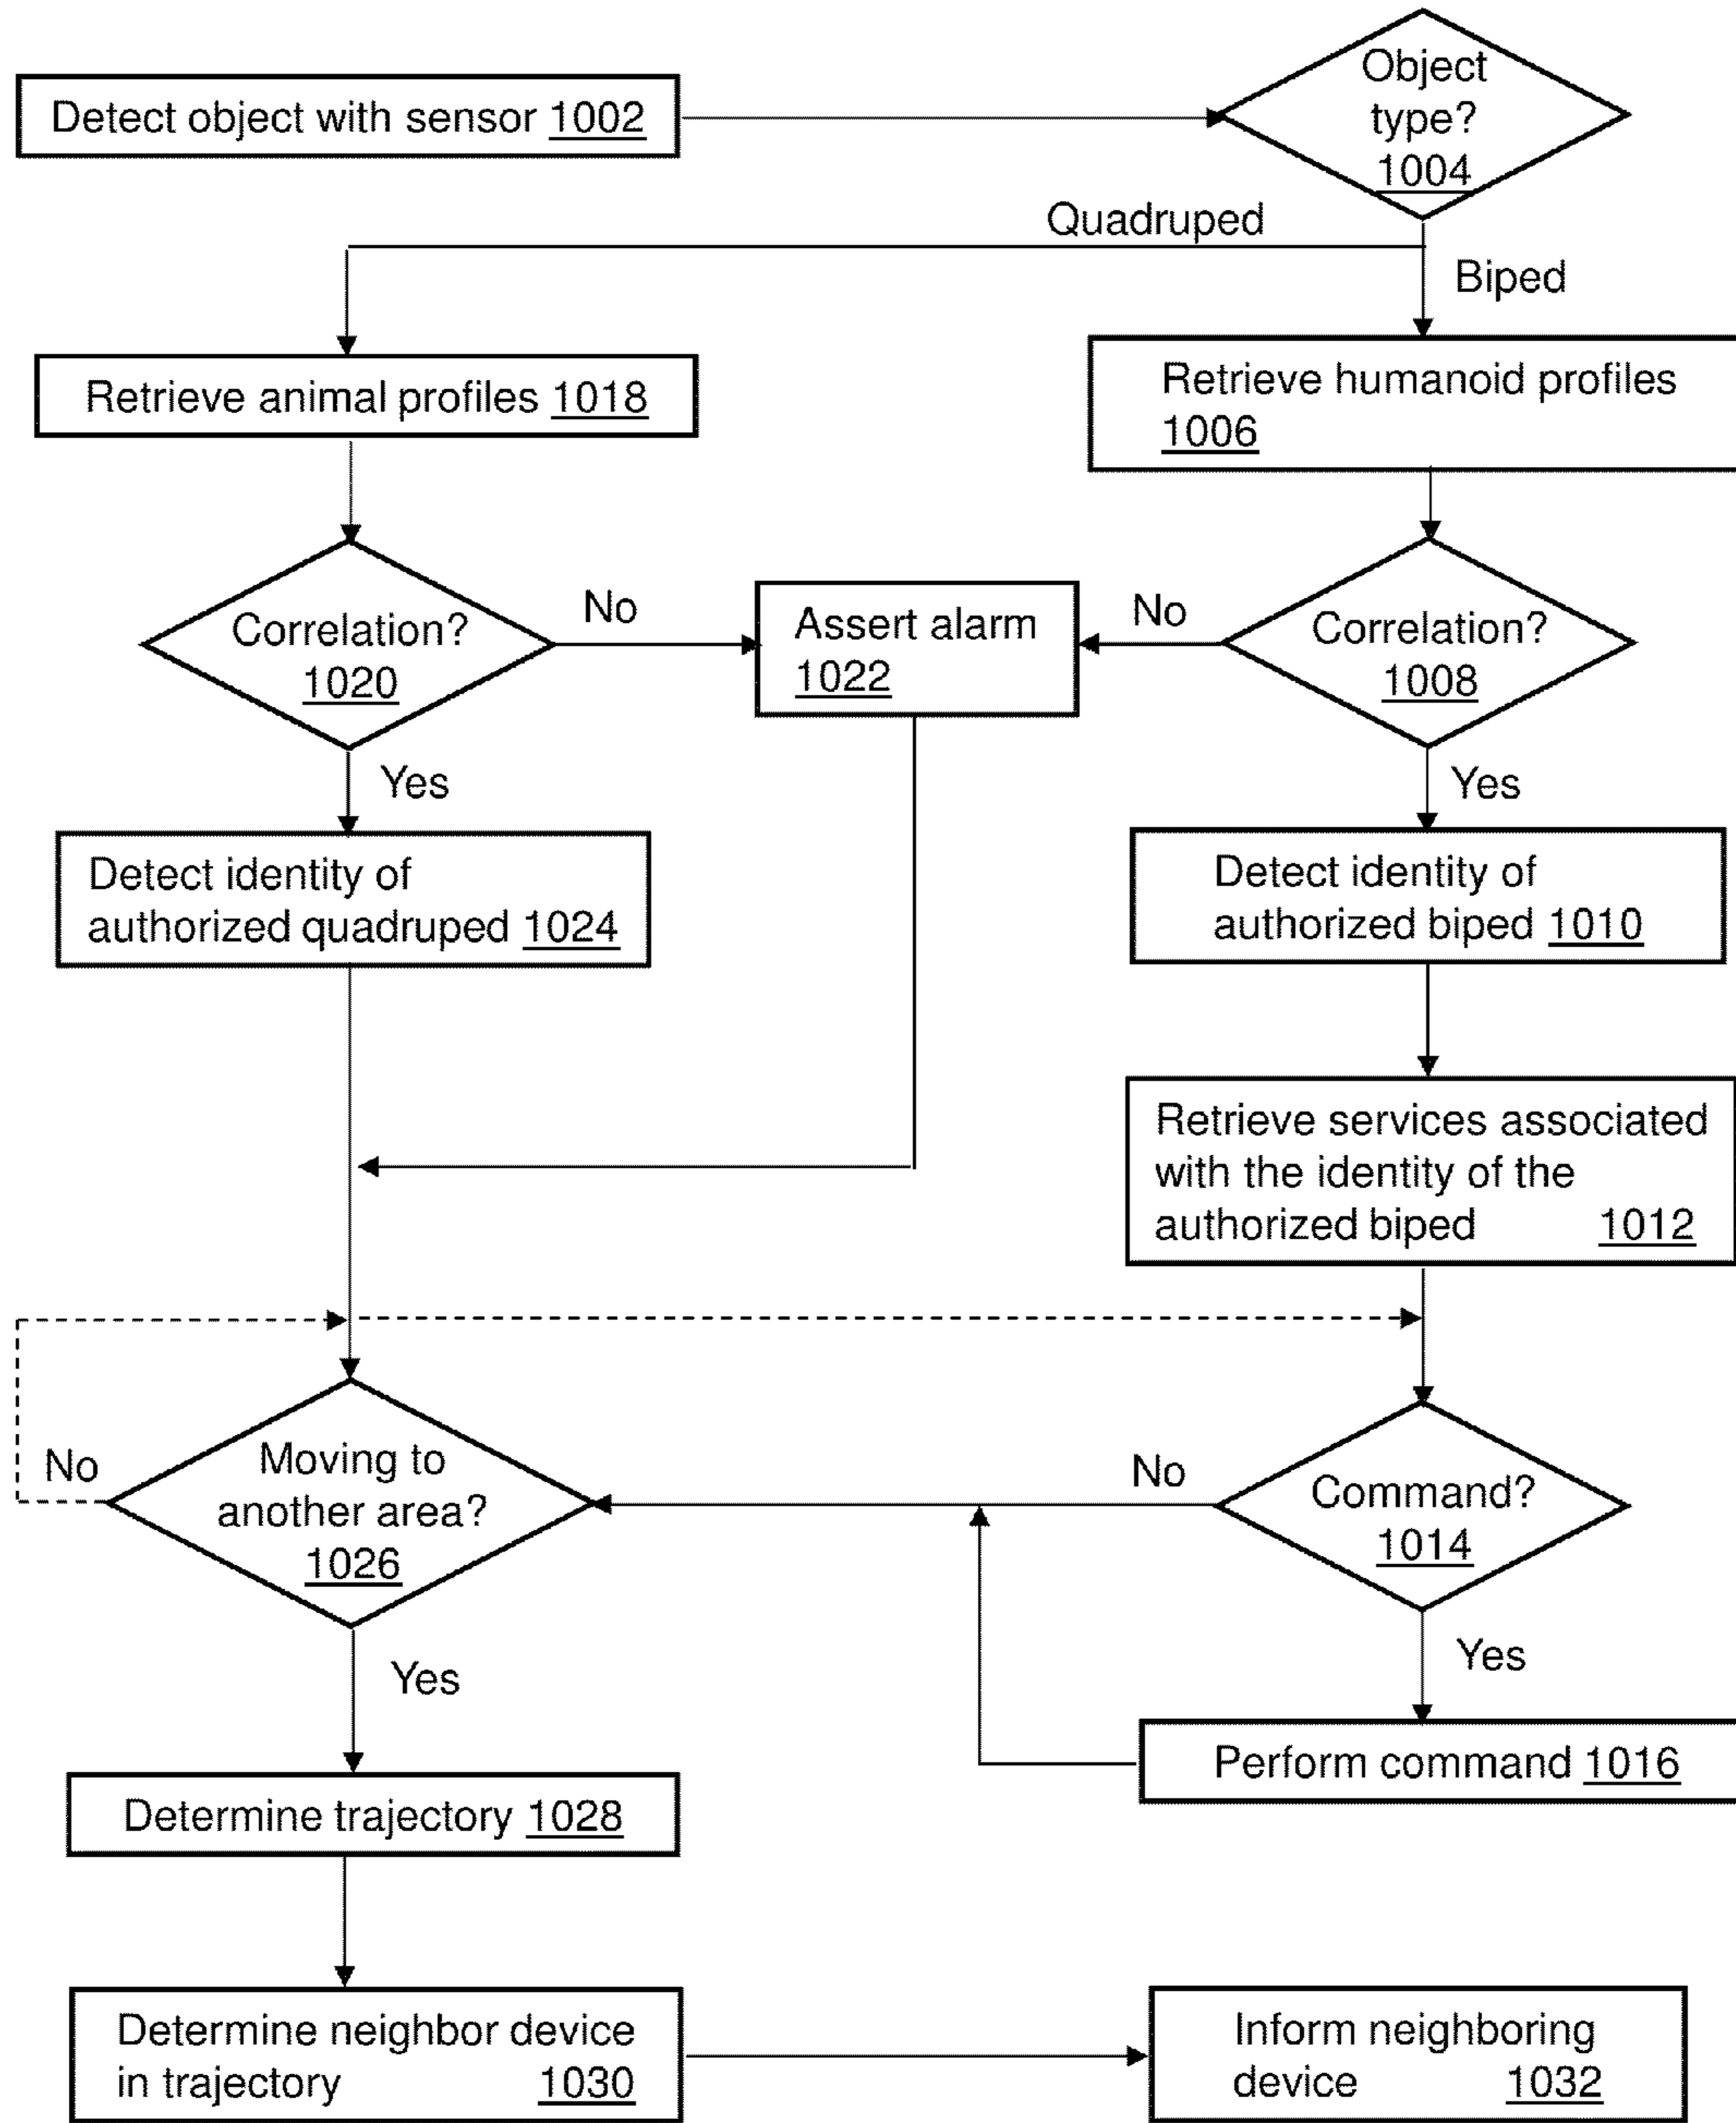 Detect object with sensor 1002
Object
type?
1004
Quadruped
Biped
Retrieve animal profiles 1018
Retrieve humanoid profiles
1006
Correlation?
1020
No
Assert alarm
1022
No
Correlation?
1008
Yes
Yes
Detect identity of
authorized quadruped 1024
Detect identity of
authorized biped 1010
Retrieve services associated
with the identity of the
authorized biped 1012
No
Moving to
another area?
1026
No
Command?
1014
Yes
Yes
Perform command 1016
Determine trajectory 1028
Determine neighbor device
in trajectory 1030
Inform neighboring
device 1032